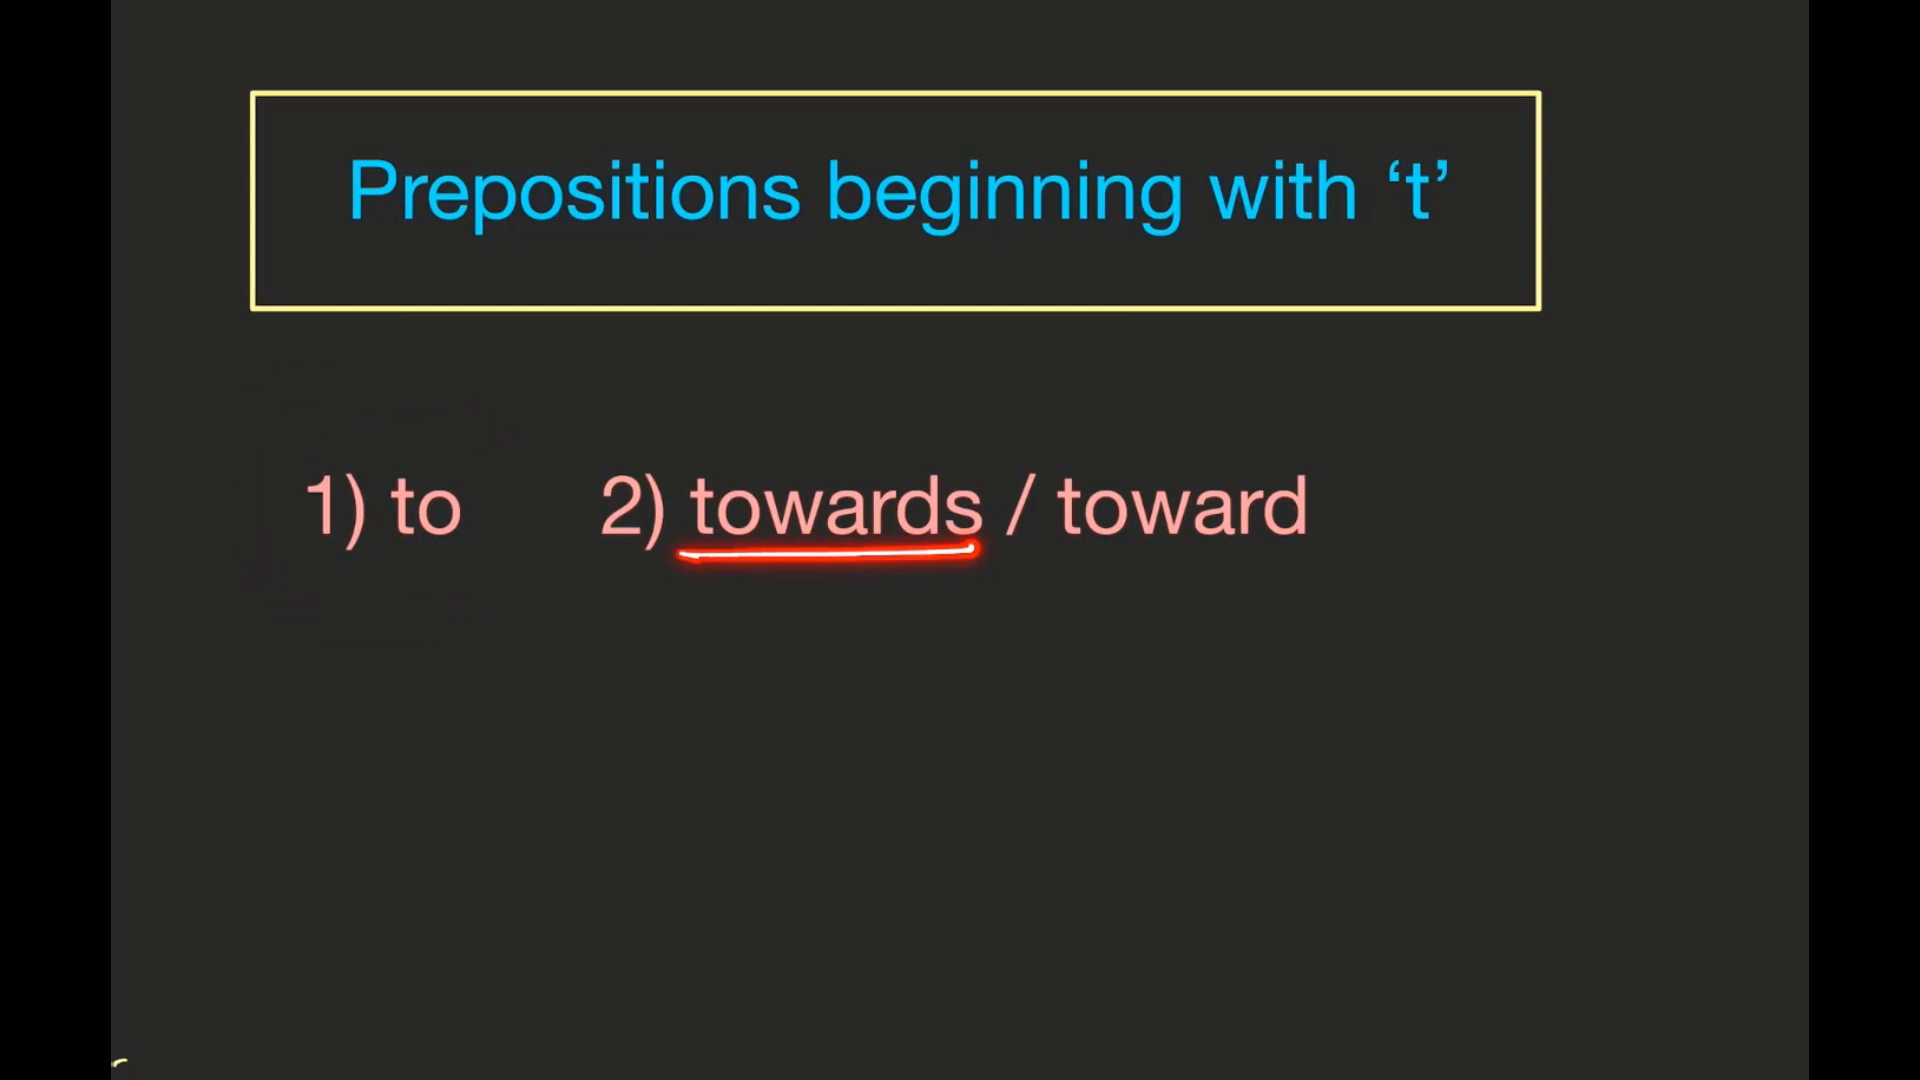 Prepositions beginning with ‘t’
1) to 2) towards / toward